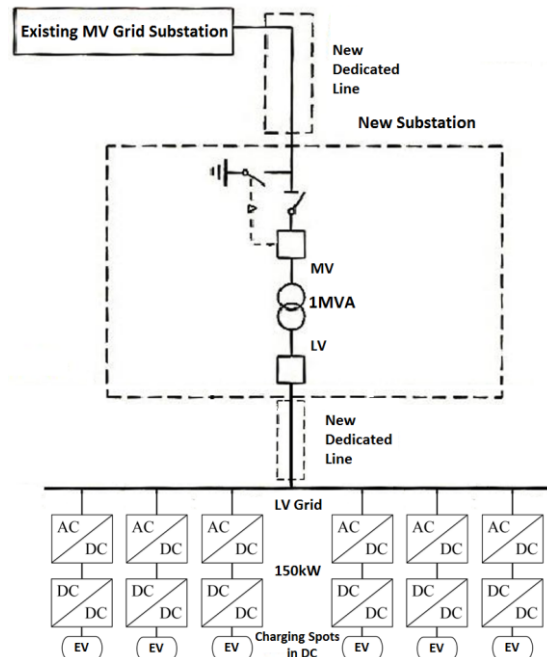 Existing MV Grid Substation
New
Dedicated
Line
New Substation
MV
1MVA
LV
New
Dedicated
Line
LV Grid
AC AC AC AC AC AC
DC DC DC DC DC DC
150kW
DC DC DC DC DC DC
DC DC DC DC DC DC
Charging Spots
in DC
EV EV EV EV EV EV